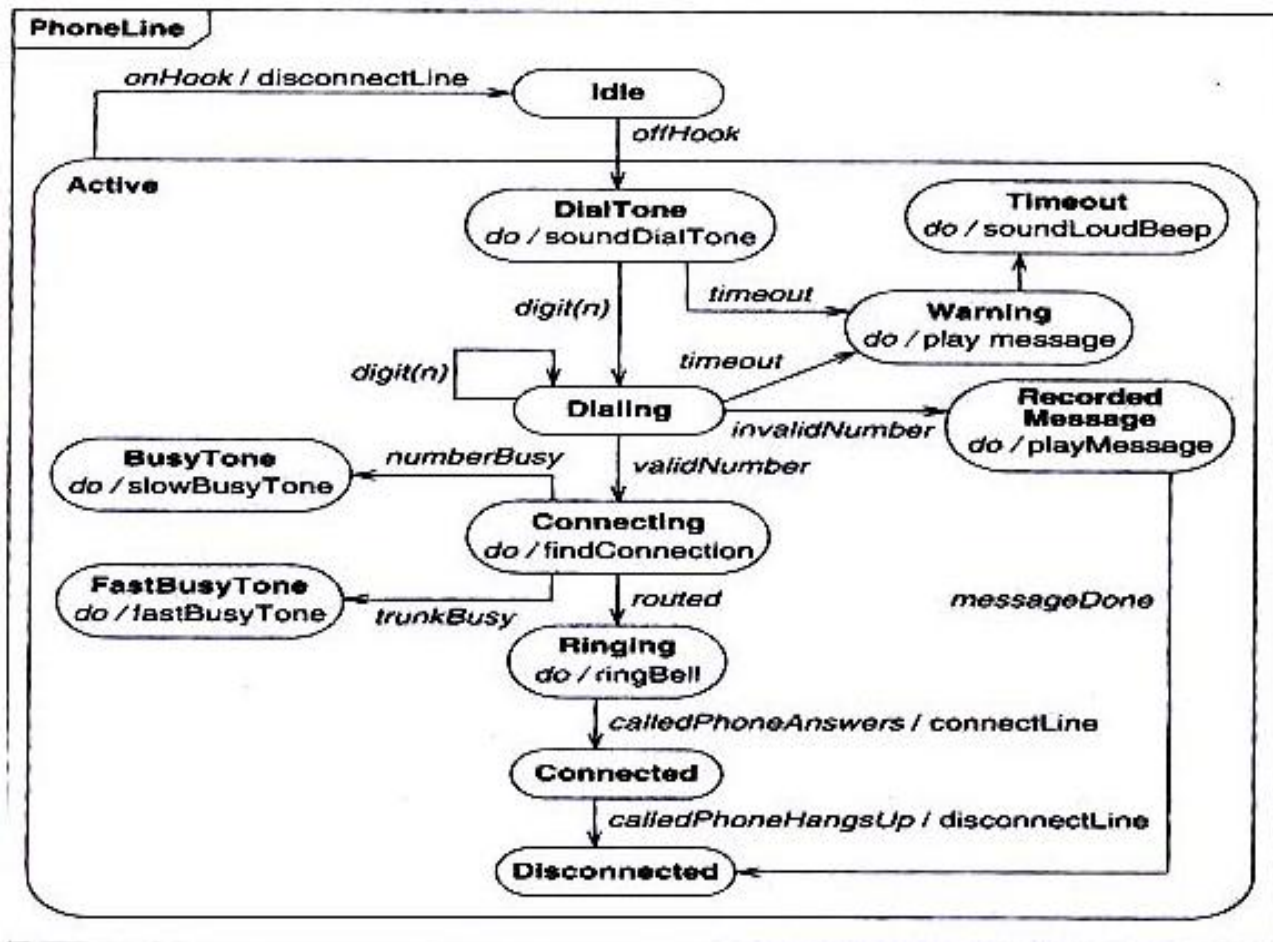 PhoneLine
onHook / disconnectLine
Idle
offHook
Active
DialTone
do / soundDialTone
Timeout
do / soundLoudBeep
digit(n)
timeout
Warning
do / play message
digit(n)
timeout
Dialing
invalidNumber
Recorded
Message
do / playMessage
BusyTone
do / slowBusyTone
numberBusy
validNumber
Connecting
do / findConnection
FastBusyTone
do / fastBusyTone
trunkBusy
routed
messageDone
Ringing
do / ringBell
calledPhoneAnswers / connectLine
Connected
calledPhoneHangsUp / disconnectLine
Disconnected